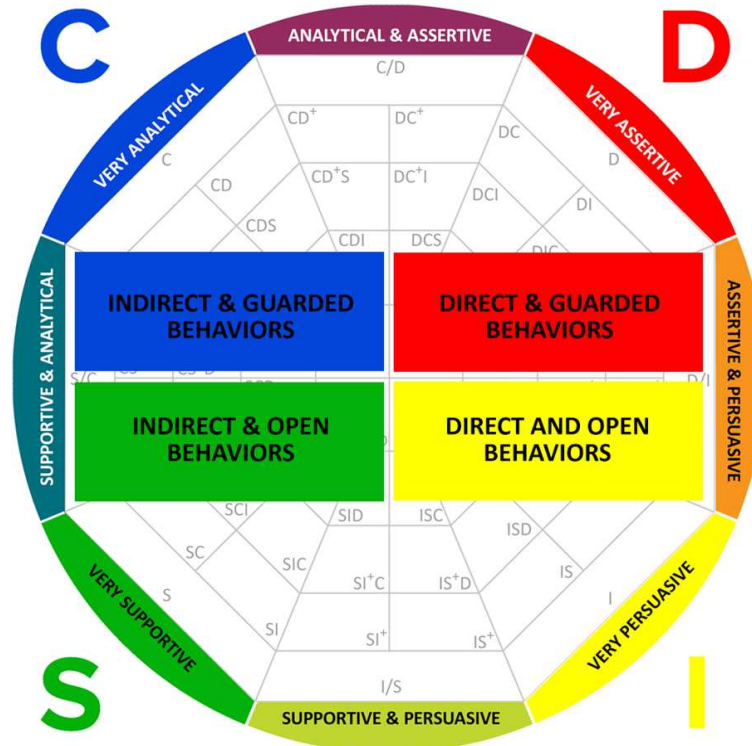 C
D
ANALYTICAL & ASSERTIVE
VERY ANALYTICAL
VERY ASSERTIVE
C/D
CD+
DC+
DC
C
D
CD
CD+S
DC+I
DCI
DI
CDS
CDI
DCS
DIC
SUPPORTIVE & ANALYTICAL
INDIRECT & GUARDED
BEHAVIORS
DIRECT & GUARDED
BEHAVIORS
ASSERTIVE & PERSUASIVE
S/C
D/I
INDIRECT & OPEN
BEHAVIORS
DIRECT AND OPEN
BEHAVIORS
SCI
SID
ISC
ISD
SC
SIC
SI+C
IS+D
IS
S
I
SI
SI+
IS+
VERY SUPPORTIVE
VERY PERSUASIVE
I/S
SUPPORTIVE & PERSUASIVE
S
I